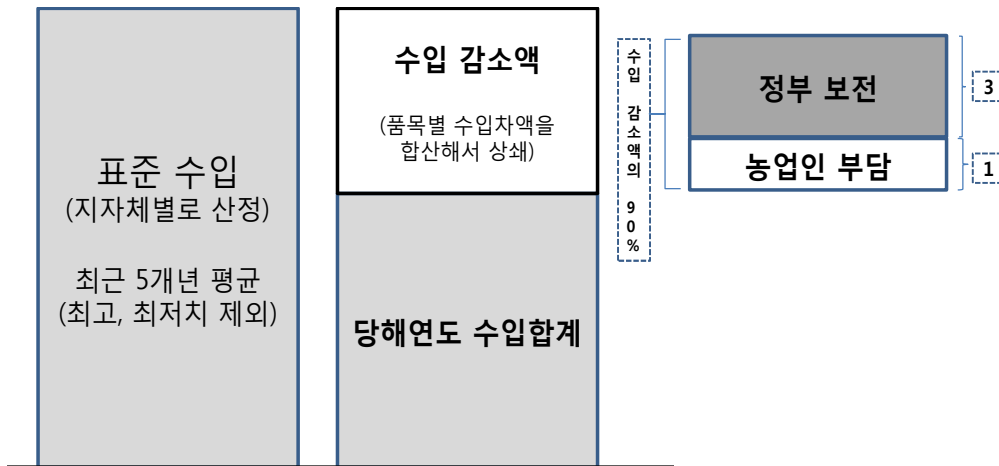 표준 수입
(지자체별로 산정)
최근 5개년 평균
(최고, 최저치 제외)
수입 감소액
(품목별 수입차액을
합산해서 상쇄)
당해연도 수입합계
수입 감소액의 90%
정부 보전
농업인 부담
3
1